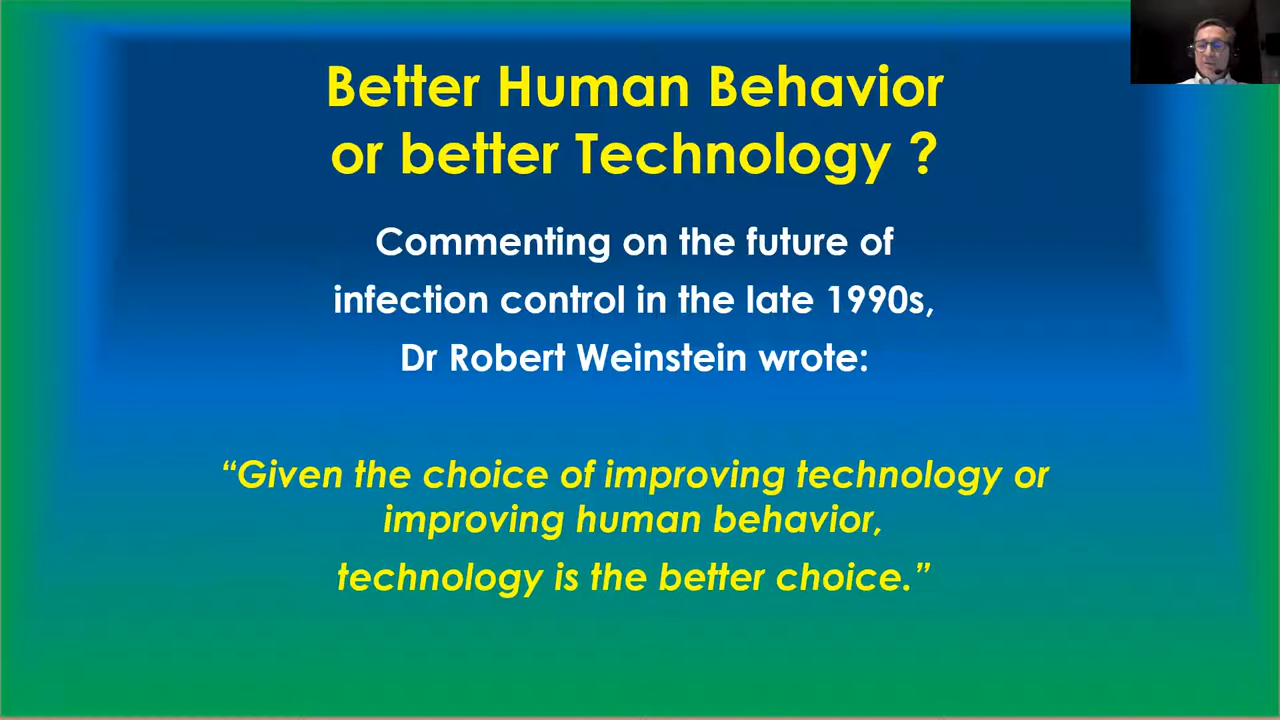 Better Human Behavior
or better Technology ?
Commenting on the future of
infection control in the late 1990s,
Dr Robert Weinstein wrote:
“Given the choice of improving technology or
improving human behavior,
technology is the better choice.”